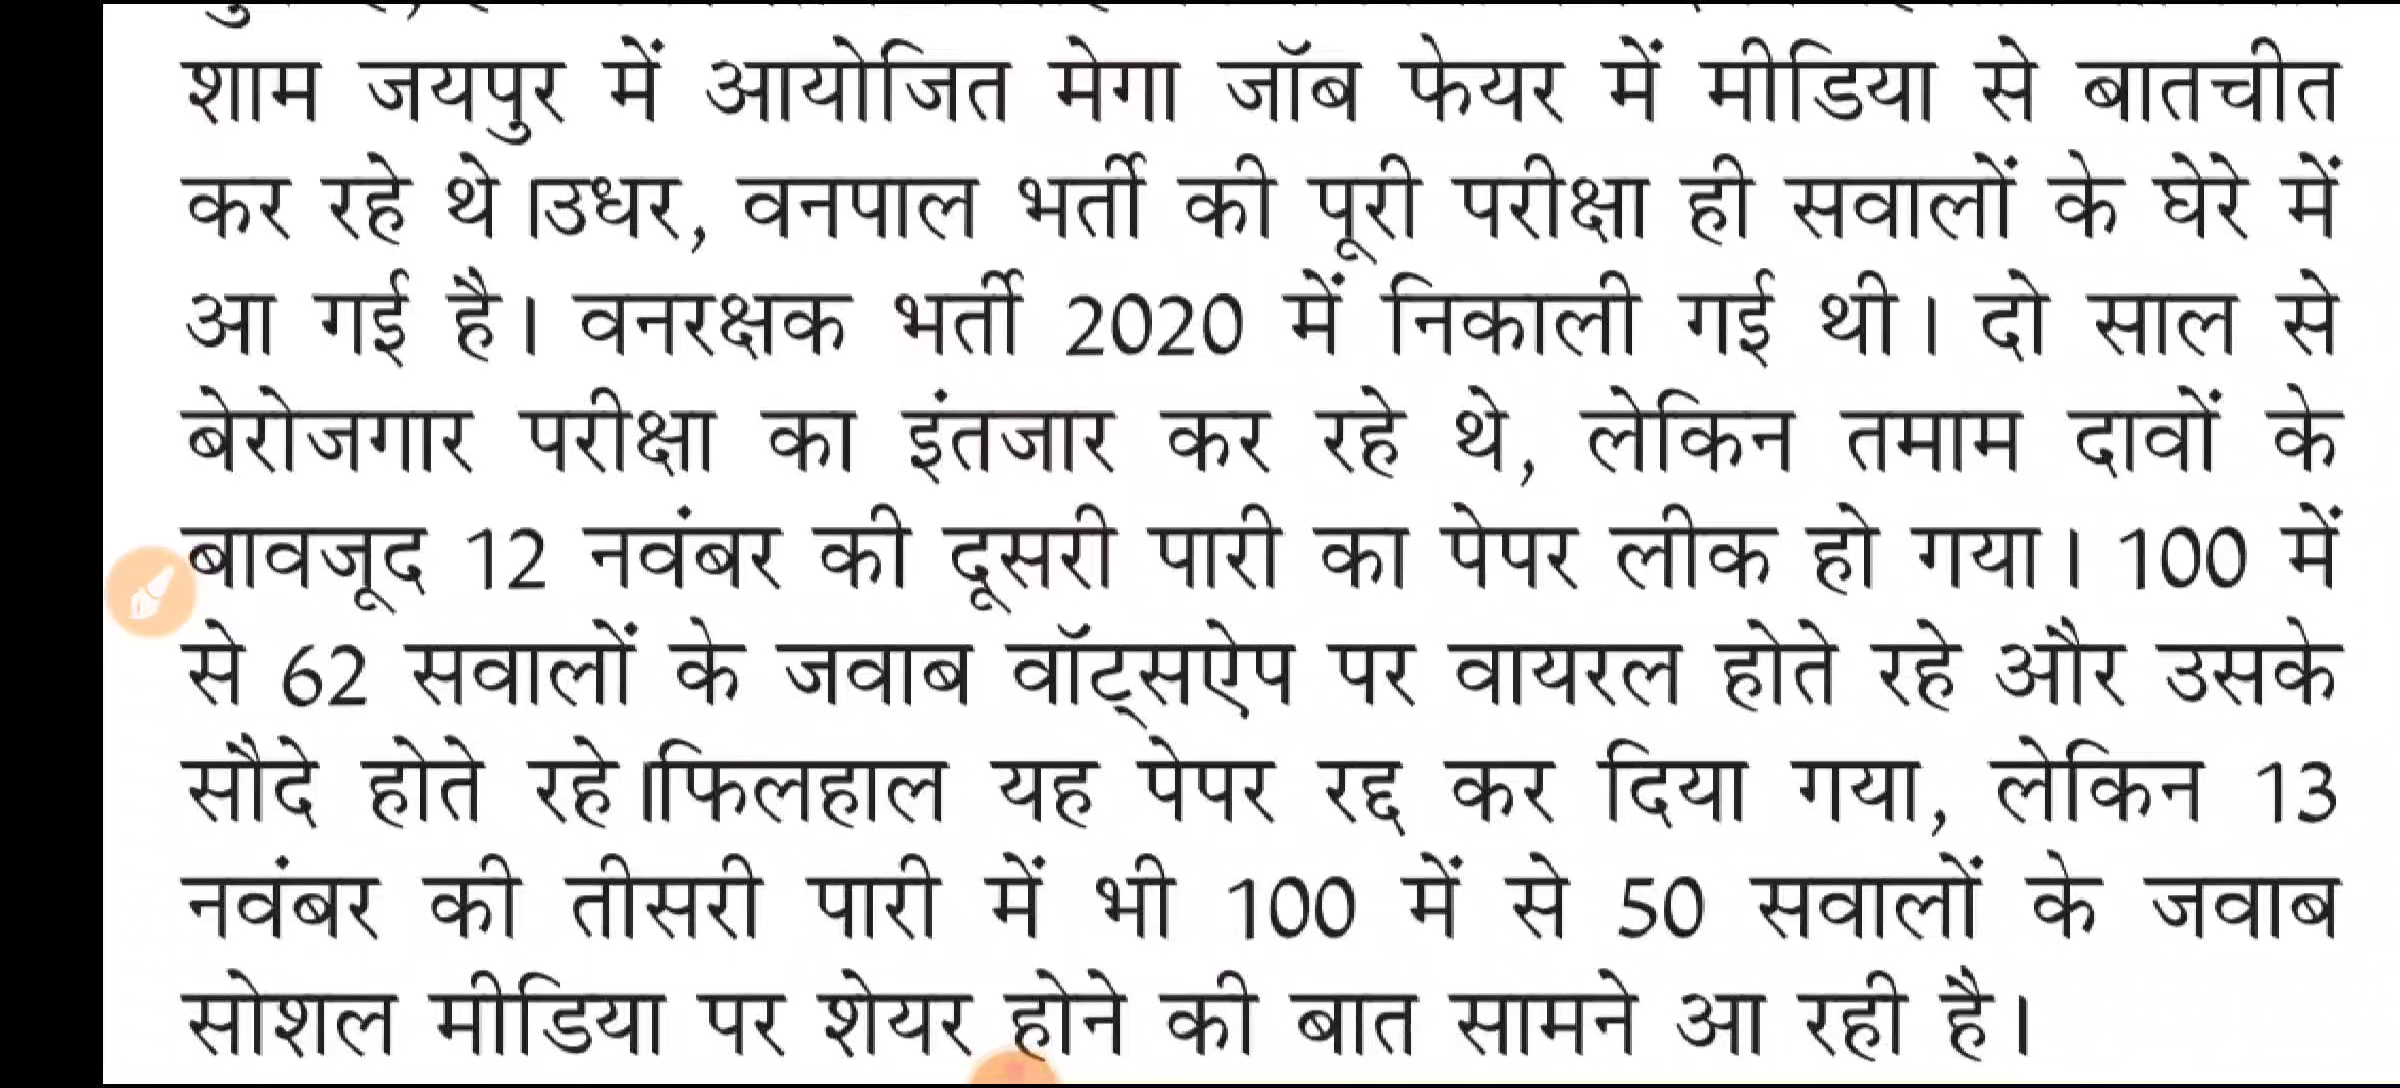 शाम जयपुर में आयोजित मेगा जॉब फेयर में मीडिया से बातचीत
कर रहे थे।उधर, वनपाल भर्ती की पूरी परीक्षा ही सवालों के घेरे में
आ गई है। वनरक्षक भर्ती 2020 में निकाली गई थी। दो साल से
बेरोजगार परीक्षा का इंतजार कर रहे थे, लेकिन तमाम दावों के
बावजूद 12 नवंबर की दूसरी पारी का पेपर लीक हो गया। 100 में
से 62 सवालों के जवाब वॉट्सऐप पर वायरल होते रहे और उसके
सौदे होते रहे।फिलहाल यह पेपर रद्द कर दिया गया, लेकिन 13
नवंबर की तीसरी पारी में भी 100 में से 50 सवालों के जवाब
सोशल मीडिया पर शेयर होने की बात सामने आ रही है।